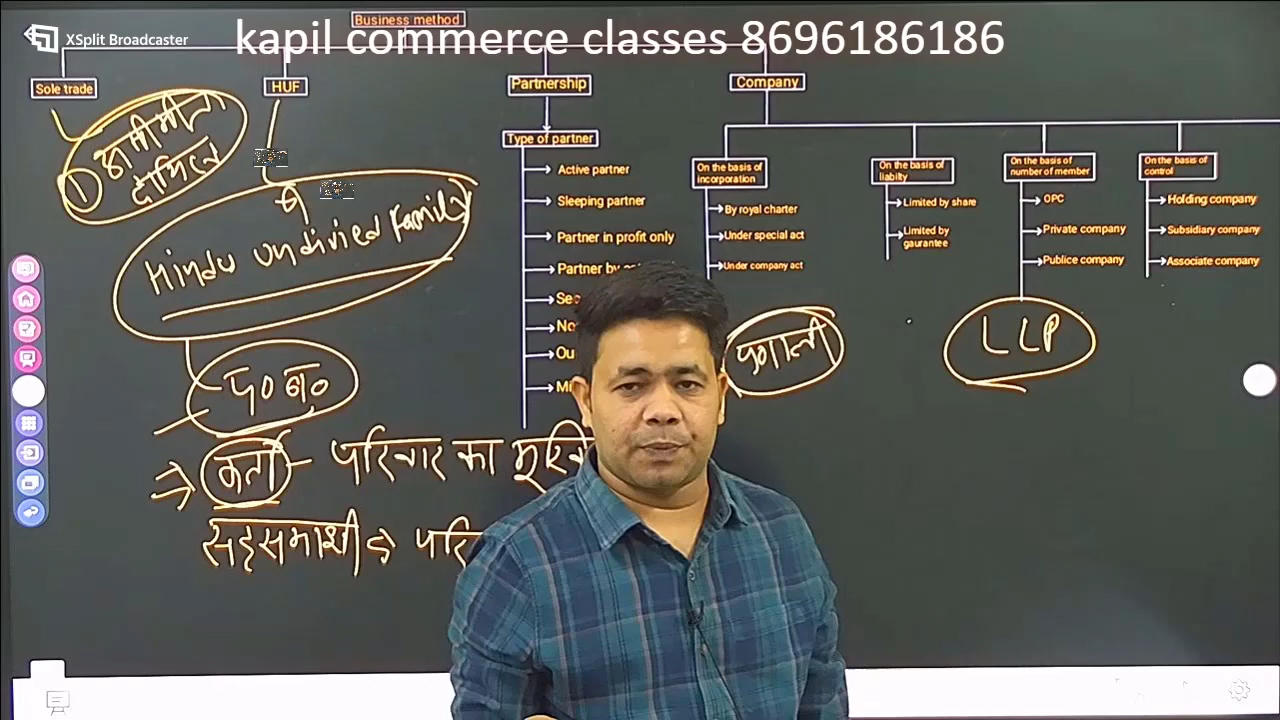 XSplit Broadcaster
kapil commerce classes 8696186186
Business method
Sole trade
HUF
Partnership
Company
Type of partner
Active partner
Sleeping partner
Partner in profit only
Partner by
On the basis of
incorporation
By royal charter
Under special act
Under company act
On the basis of
liabilty
Limited by share
Limited by
gaurantee
On the basis of
number of member
OPC
Private company
Publice company
On the basis of
control
Holding company
Subsidiary company
Associate company
①
Hindu undivied Family
कर्ता - परिवार का
LLP